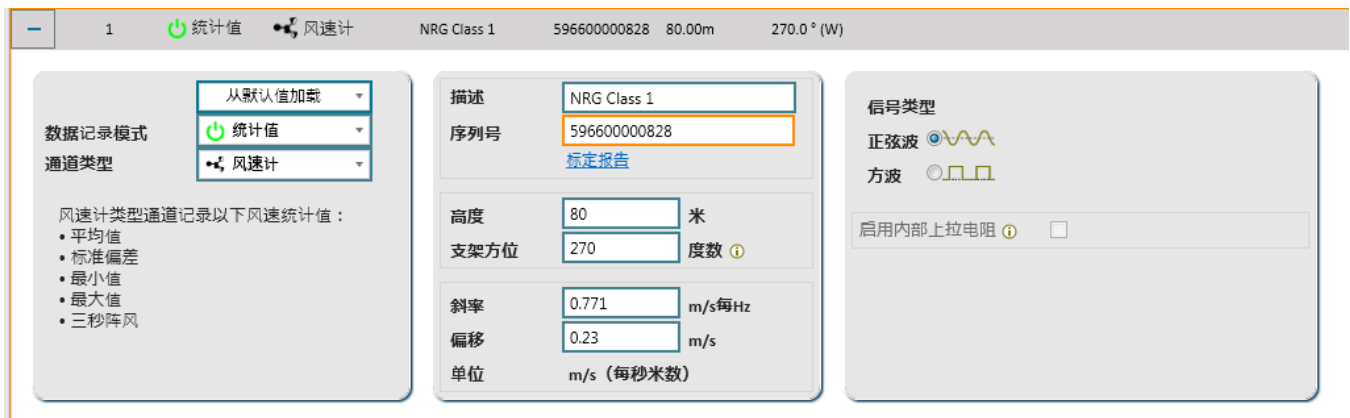 1 统计值 风速计 NRG Class 1 596600000828 80.00m 270.0 ° (W)
从默认值加载
数据记录模式 统计值
通道类型 风速计
风速计类型通道记录以下风速统计值：
• 平均值
• 标准偏差
• 最小值
• 最大值
• 三秒阵风
描述 NRG Class 1
序列号 596600000828
标定报告
高度 80 米
支架方位 270 度数
斜率 0.771 m/s每Hz
偏移 0.23 m/s
单位 m/s（每秒米数）
信号类型
正弦波
方波
启用内部上拉电阻